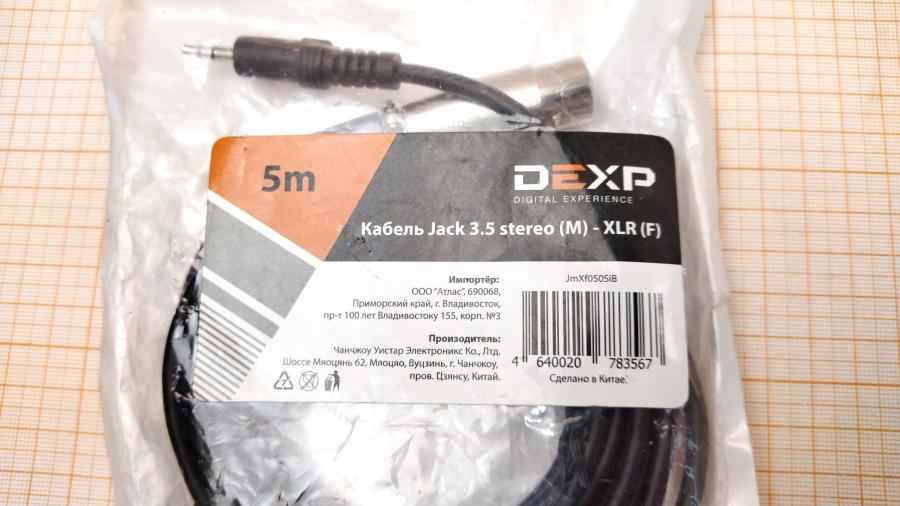 5m
DEXP
DIGITAL EXPERIENCE
Кабель Jack 3.5 stereo (M) - XLR (F)
Импортёр:
ООО "Атлас", 690068,
Приморский край, г. Владивосток,
пр-т 100 лет Владивостоку 155, корп. №3
Проиодитель:
Чанчжоу Уистар Электроникс Ко., Лтд.
Шоссе Мяоцянь 62, Мяоцяо, Вуцзинь, г. Чанчжоу,
пров. Цзянсу, Китай.
JmXf050SiB
4 640020 783567
Сделано в Китае.